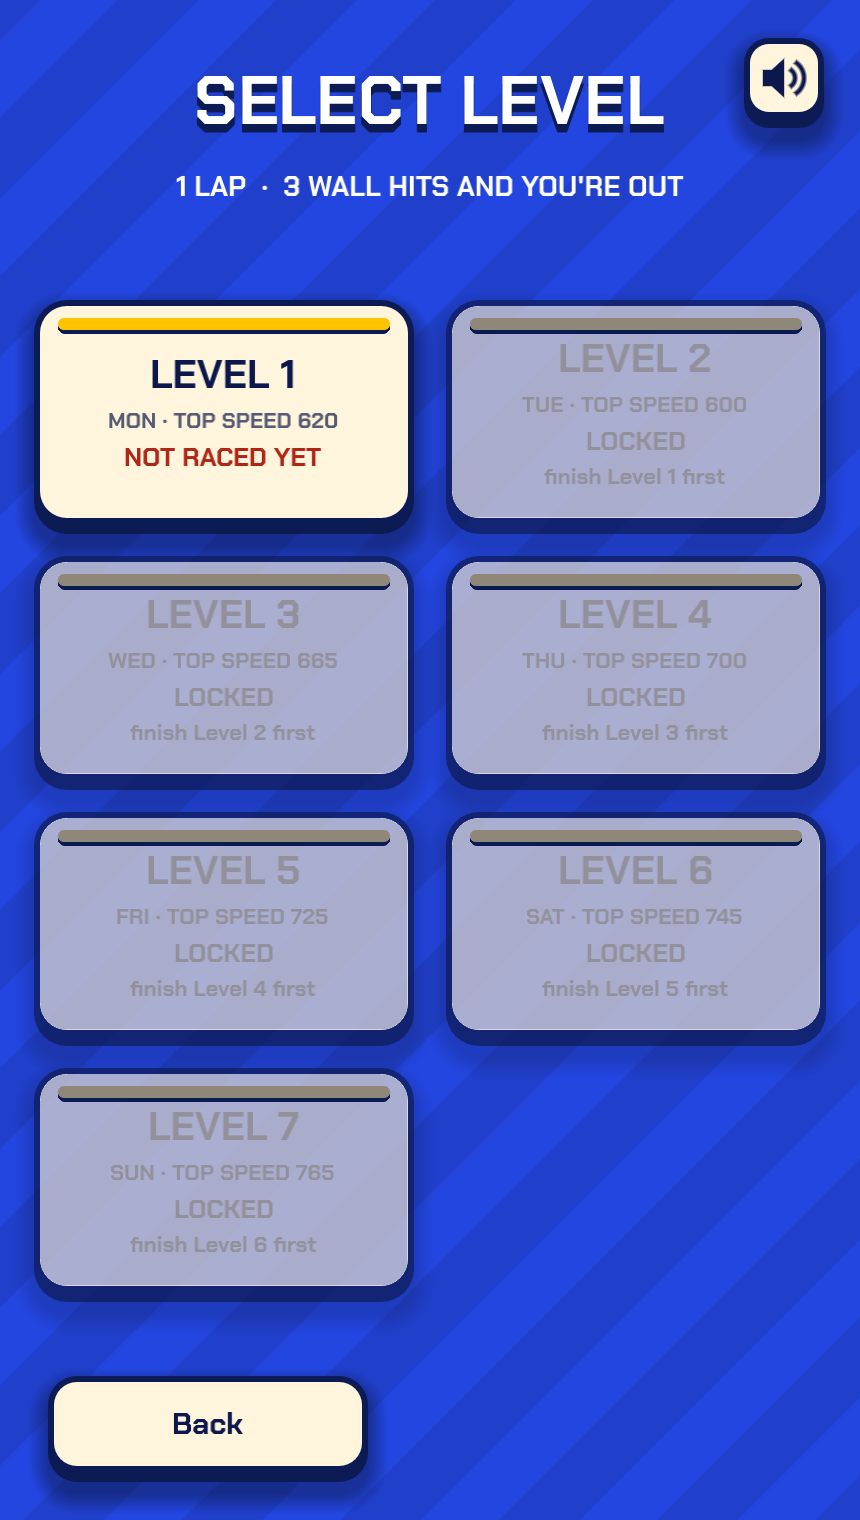 SELECT LEVEL
1 LAP · 3 WALL HITS AND YOU'RE OUT
LEVEL 1
MON · TOP SPEED 620
NOT RACED YET
LEVEL 2
TUE · TOP SPEED 600
LOCKED
finish Level 1 first
LEVEL 3
WED · TOP SPEED 665
LOCKED
finish Level 2 first
LEVEL 4
THU · TOP SPEED 700
LOCKED
finish Level 3 first
LEVEL 5
FRI · TOP SPEED 725
LOCKED
finish Level 4 first
LEVEL 6
SAT · TOP SPEED 745
LOCKED
finish Level 5 first
LEVEL 7
SUN · TOP SPEED 765
LOCKED
finish Level 6 first
Back